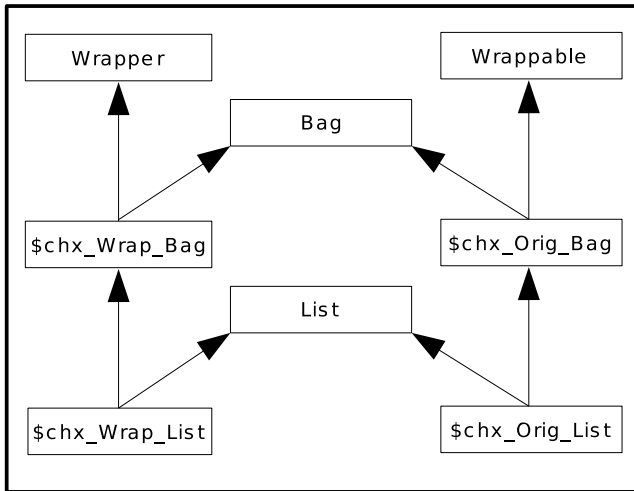 Wrapper
Wrappable
Bag
$chx_Wrap_Bag
$chx_Orig_Bag
List
$chx_Wrap_List
$chx_Orig_List